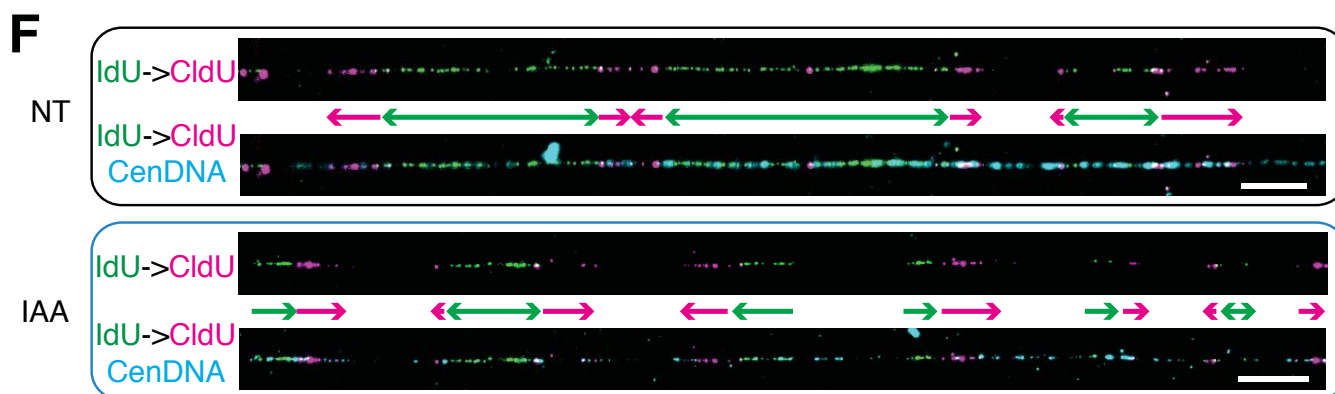 F
NT
IdU->CldU
IdU->CldU
CenDNA
IAA
IdU->CldU
IdU->CldU
CenDNA